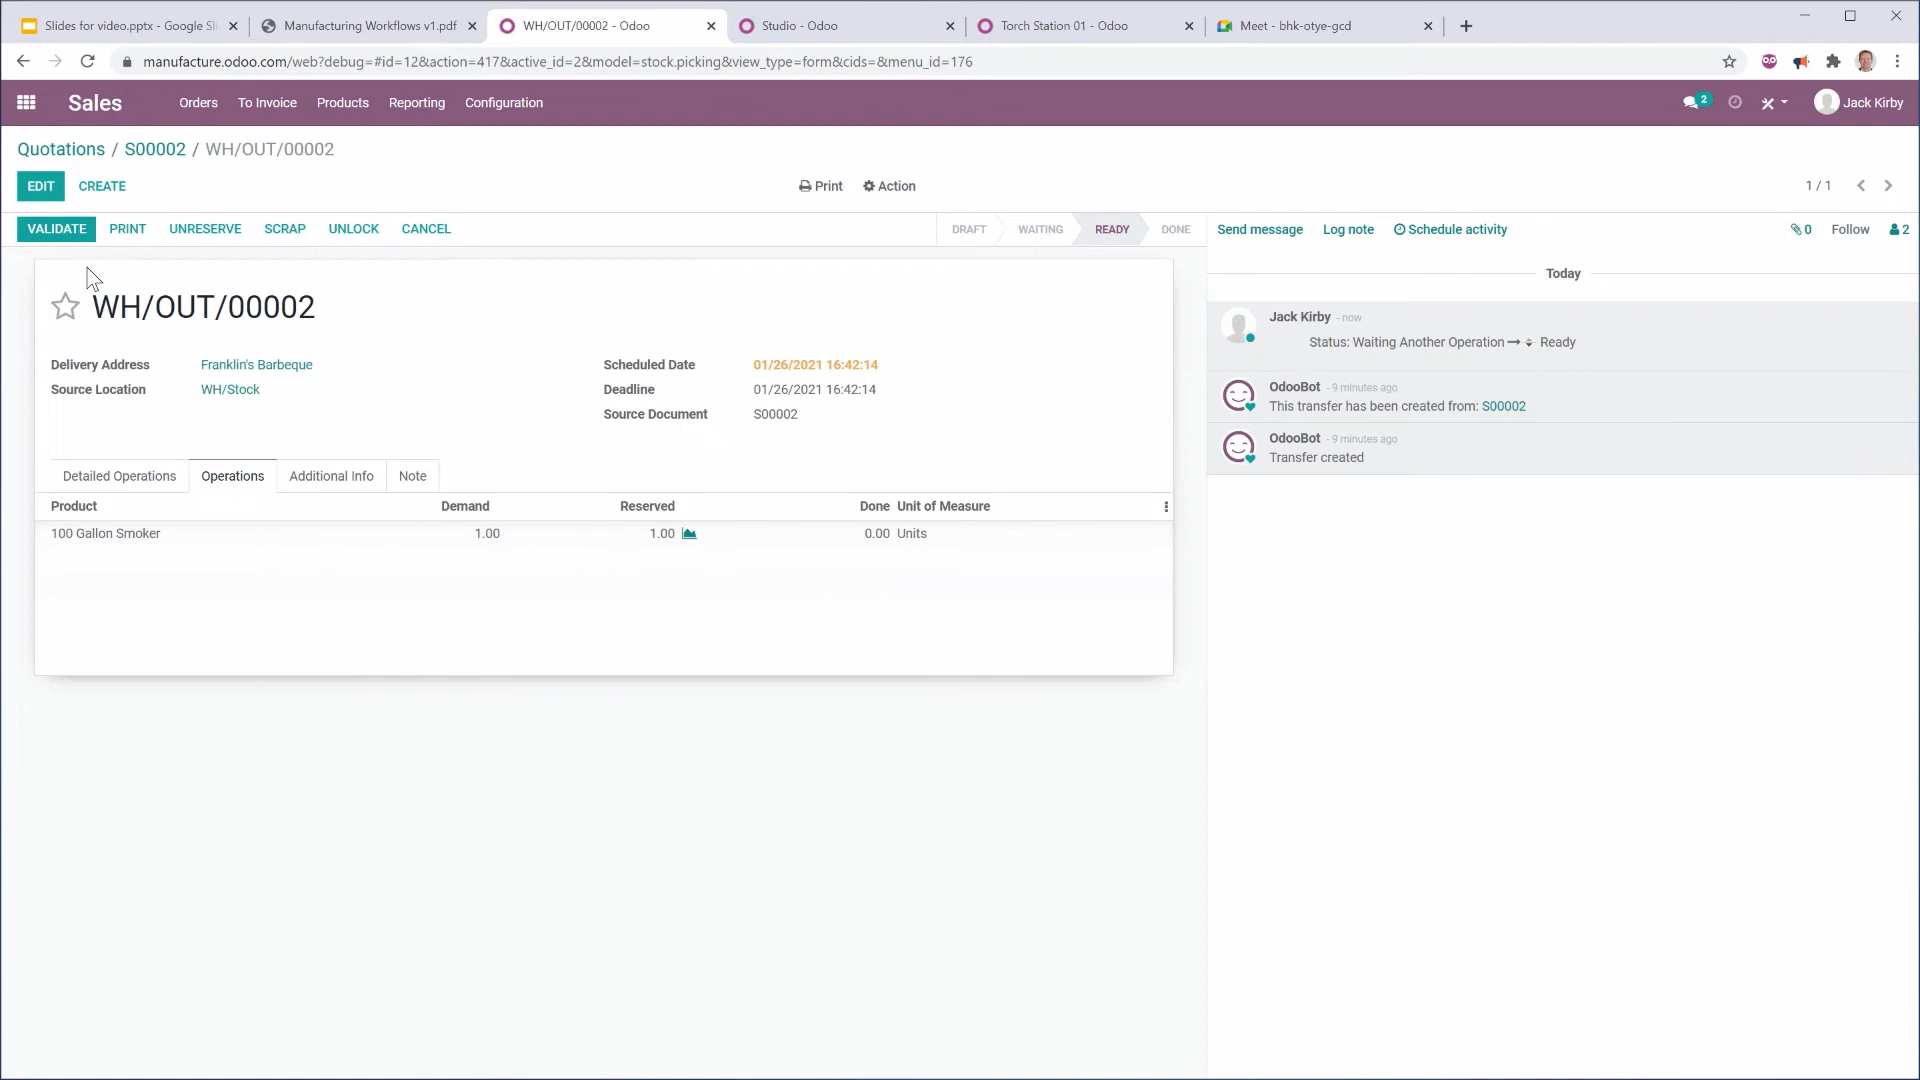 Slides for video.pptx - Google Sli
Manufacturing Workflows v1.pdf
WH/OUT/00002 - Odoo
Studio - Odoo
Torch Station 01 - Odoo
Meet - bhk-otye-gcd
manufacture.odoo.com/web?debug=#id=12&action=417&active_id=2&model=stock.picking&view_type=form&cids=&menu_id=176
Sales Orders To Invoice Products Reporting Configuration 2 Jack Kirby
Quotations / S00002 / WH/OUT/00002
EDIT CREATE Print Action 1 / 1
VALIDATE PRINT UNRESERVE SCRAP UNLOCK CANCEL DRAFT WAITING READY DONE
Send message Log note Schedule activity 0 Follow 2
Today
WH/OUT/00002
Jack Kirby - now
Status: Waiting Another Operation → Ready
Delivery Address Franklin's Barbeque Scheduled Date 01/26/2021 16:42:14
Source Location WH/Stock Deadline 01/26/2021 16:42:14
Source Document S00002
OdooBot - 9 minutes ago
This transfer has been created from: S00002
OdooBot - 9 minutes ago
Transfer created
Detailed Operations Operations Additional Info Note
Product Demand Reserved Done Unit of Measure
100 Gallon Smoker 1.00 1.00 0.00 Units